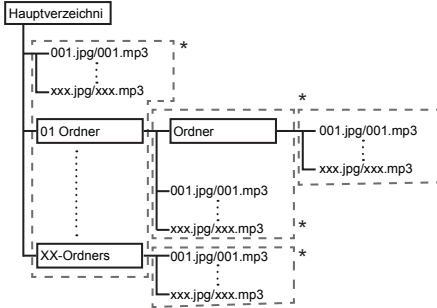 Hauptverzeichni
001.jpg/001.mp3
*
xxx.jpg/xxx.mp3
*
*
01 Ordner
Ordner
001.jpg/001.mp3
xxx.jpg/xxx.mp3
001.jpg/001.mp3
xxx.jpg/xxx.mp3
*
XX-Ordners
*
001.jpg/001.mp3
xxx.jpg/xxx.mp3